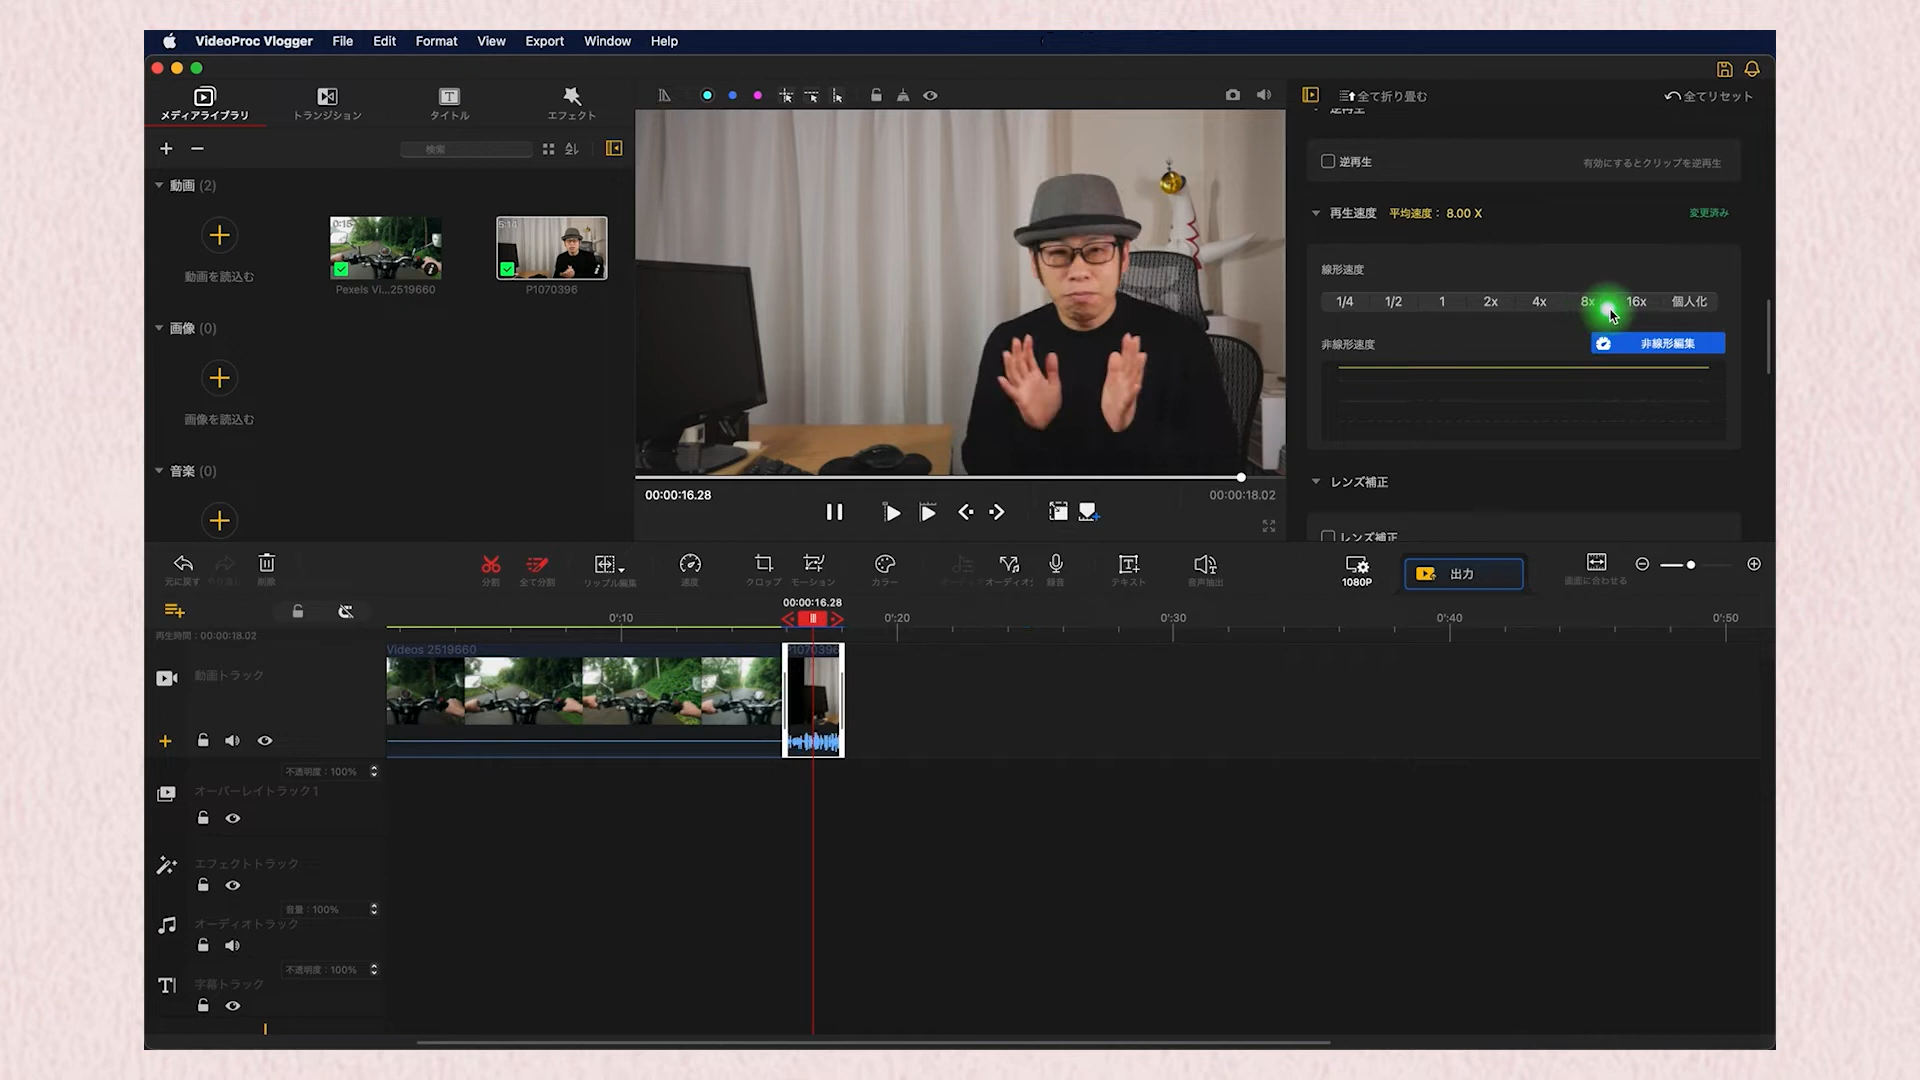 VideoProc Vlogger File Edit Format View Export Window Help
メディアライブラリ
トランジション
タイトル
エフェクト
全て折り畳む
全てリセット
検索
動画 (2)
動画を読込む
0:15
Pexels Vi...2519660
P1070396
画像 (0)
画像を読込む
音楽 (0)
00:00:16.28
00:00:18.02
逆再生
逆再生
有効にするとクリップを逆再生
再生速度 平均速度： 8.00 X
変更済み
線形速度
1/4 1/2 1 2x 4x 8x 16x 個人化
非線形速度
非線形編集
レンズ補正
レンズ補正
元に戻す
やり直し
削除
分割
全て分割
リップル編集
速度
クロップ
モーション
カラー
録音
テキスト
音声抽出
1080P
出力
画面に合わせる
再生時間 : 00:00:18.02
00:00:16.28
0':10 0':20 0':30 0':40 0':50
動画トラック
Videos 2519660
P1070396
不透明度 : 100%
オーバーレイトラック1
エフェクトトラック
音量 : 100%
オーディオトラック
不透明度 : 100%
字幕トラック